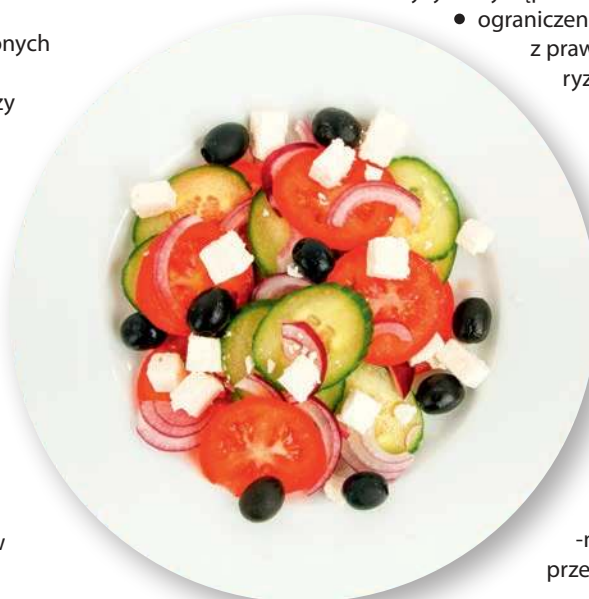 onych
zy
w
• ograniczen
z praw
ryz
-r
prze